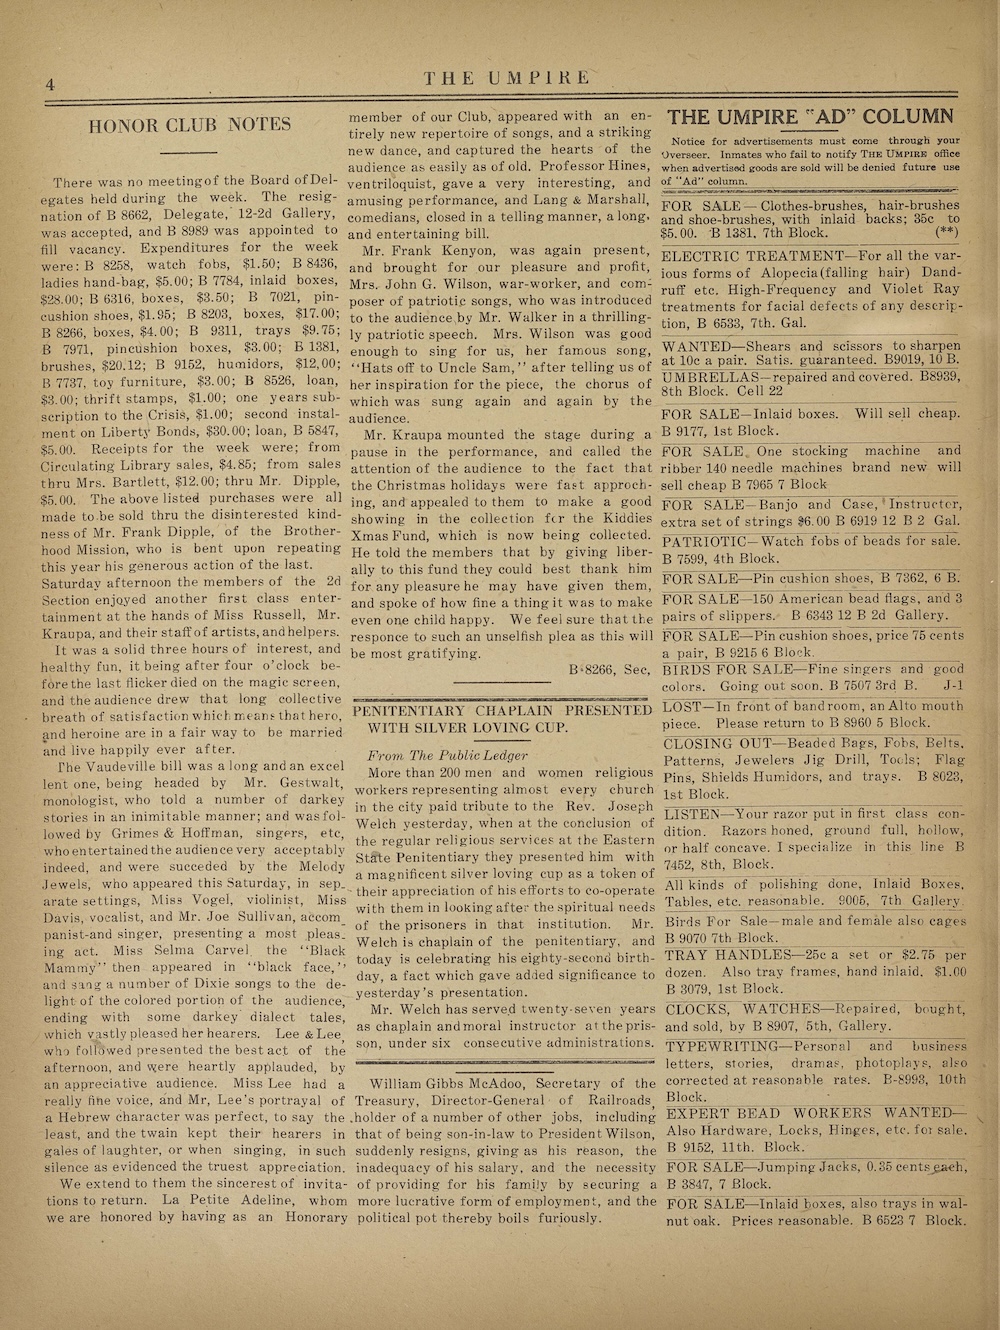 4
THE UMPIRE
HONOR CLUB NOTES
There was no meeting of the Board of Del-
egates held during the week. The resig-
nation of B 8662, Delegate, 12-2d Gallery,
was accepted, and B 8989 was appointed to
fill vacancy. Expenditures for the week
were: B 8258, watch fobs, $1.50; B 8436,
ladies hand-bag, $5.00; B 7784, inlaid boxes,
$28.00; B 6316, boxes, $3.50; B 7021, pin-
cushion shoes, $1.95; B 8203, boxes, $17.00;
B 8266, boxes, $4.00; B 9311, trays $9.75;
B 7971, pincushion boxes, $3.00; B 1381,
brushes, $20.12; B 9152, humidors, $12,00;
B 7737, toy furniture, $3.00; B 8526, loan,
$3.00; thrift stamps, $1.00; one years sub-
scription to the Crisis, $1.00; second instal-
ment on Liberty Bonds, $30.00; loan, B 5847,
$5.00. Receipts for the week were; from
Circulating Library sales, $4.85; from sales
thru Mrs. Bartlett, $12.00; thru Mr. Dipple,
$5.00. The above listed purchases were all
made to be sold thru the disinterested kind-
ness of Mr. Frank Dipple, of the Brother-
hood Mission, who is bent upon repeating
this year his generous action of the last.
Saturday afternoon the members of the 2d
Section enjoyed another first class enter-
tainment at the hands of Miss Russell, Mr.
Kraupa, and their staff of artists, and helpers.
It was a solid three hours of interest, and
healthy fun, it being after four o'clock be-
fore the last flicker died on the magic screen,
and the audience drew that long collective
breath of satisfaction which means that hero,
and heroine are in a fair way to be married
and live happily ever after.
The Vaudeville bill was a long and an excel
lent one, being headed by Mr. Gestwalt,
monologist, who told a number of darkey
stories in an inimitable manner; and was fol-
lowed by Grimes & Hoffman, singers, etc,
who entertained the audience very acceptably
indeed, and were succeded by the Melody
Jewels, who appeared this Saturday, in sep-
arate settings, Miss Vogel, violinist, Miss
Davis, vocalist, and Mr. Joe Sullivan, accom
panist-and singer, presenting a most pleas-
ing act. Miss Selma Carvel the "Black
Mammy" then appeared in "black face,"
and sang a number of Dixie songs to the de-
light of the colored portion of the audience,
ending with some darkey dialect tales,
which vastly pleased her hearers. Lee & Lee,
who followed presented the best act of the
afternoon, and were heartly applauded, by
an appreciative audience. Miss Lee had a
really fine voice, and Mr, Lee's portrayal of
a Hebrew character was perfect, to say the
least, and the twain kept their hearers in
gales of laughter, or when singing, in such
silence as evidenced the truest appreciation.
We extend to them the sincerest of invita-
tions to return. La Petite Adeline, whom
we are honored by having as an Honorary
member of our Club, appeared with an en-
tirely new repertoire of songs, and a striking
new dance, and captured the hearts of the
audience as easily as of old. Professor Hines,
ventriloquist, gave a very interesting, and
amusing performance, and Lang & Marshall,
comedians, closed in a telling manner, a long,
and entertaining bill.
Mr. Frank Kenyon, was again present,
and brought for our pleasure and profit,
Mrs. John G. Wilson, war-worker, and com-
poser of patriotic songs, who was introduced
to the audience by Mr. Walker in a thrilling-
ly patriotic speech. Mrs. Wilson was good
enough to sing for us, her famous song,
"Hats off to Uncle Sam," after telling us of
her inspiration for the piece, the chorus of
which was sung again and again by the
audience.
Mr. Kraupa mounted the stage during a
pause in the performance, and called the
attention of the audience to the fact that
the Christmas holidays were fast approch-
ing, and appealed to them to make a good
showing in the collection for the Kiddies
Xmas Fund, which is now being collected.
He told the members that by giving liber-
ally to this fund they could best thank him
for any pleasure he may have given them,
and spoke of how fine a thing it was to make
even one child happy. We feel sure that the
responce to such an unselfish plea as this will
be most gratifying.
B 8266, Sec,
PENITENTIARY CHAPLAIN PRESENTED
WITH SILVER LOVING CUP.
From The Public Ledger
More than 200 men and women religious
workers representing almost every church
in the city paid tribute to the Rev. Joseph
Welch yesterday, when at the conclusion of
the regular religious services at the Eastern
State Penitentiary they presented him with
a magnificent silver loving cup as a token of
their appreciation of his efforts to co-operate
with them in looking after the spiritual needs
of the prisoners in that institution. Mr.
Welch is chaplain of the penitentiary, and
today is celebrating his eighty-second birth-
day, a fact which gave added significance to
yesterday's presentation.
Mr. Welch has served twenty-seven years
as chaplain and moral instructor at the pris-
son, under six consecutive administrations.
William Gibbs McAdoo, Secretary of the
Treasury, Director-General of Railroads,
holder of a number of other jobs, including
that of being son-in-law to President Wilson,
suddenly resigns, giving as his reason, the
inadequacy of his salary, and the necessity
of providing for his family by securing a
more lucrative form of employment, and the
political pot thereby boils furiously.
THE UMPIRE "AD" COLUMN
Notice for advertisements must come through your
Overseer. Inmates who fail to notify THE UMPIRE office
when advertised goods are sold will be denied future use
of "Ad" column.
FOR SALE—Clothes-brushes, hair-brushes
and shoe-brushes, with inlaid backs; 35c to
$5.00. B 1381, 7th Block. (**)
ELECTRIC TREATMENT—For all the var-
ious forms of Alopecia(falling hair) Dand-
ruff etc. High-Frequency and Violet Ray
treatments for facial defects of any descrip-
tion, B 6533, 7th. Gal.
WANTED—Shears and scissors to sharpen
at 10c a pair. Satis. guaranteed. B9019, 10 B.
UMBRELLAS—repaired and covered. B8939,
8th Block. Cell 22
FOR SALE—Inlaid boxes. Will sell cheap.
B 9177, 1st Block.
FOR SALE. One stocking machine and
ribber 140 needle machines brand new will
sell cheap B 7965 7 Block
FOR SALE—Banjo and Case, Instructor,
extra set of strings $6.00 B 6919 12 B 2 Gal.
PATRIOTIC—Watch fobs of beads for sale.
B 7599, 4th Block.
FOR SALE—Pin cushion shoes, B 7362, 6 B.
FOR SALE—150 American bead flags, and 3
pairs of slippers. B 6343 12 B 2d Gallery.
FOR SALE—Pin cushion shoes, price 75 cents
a pair, B 9215 6 Block.
BIRDS FOR SALE—Fine singers and good
colors. Going out soon. B 7507 3rd B. J-1
LOST—In front of bandroom, an Alto mouth
piece. Please return to B 8960 5 Block.
CLOSING OUT—Beaded Bags, Fobs, Belts,
Patterns, Jewelers Jig Drill, Tools; Flag
Pins, Shields Humidors, and trays. B 8023,
1st Block.
LISTEN—Your razor put in first class con-
dition. Razors honed, ground full, hollow,
or half concave. I specialize in this line B
7452, 8th, Block.
All kinds of polishing done, Inlaid Boxes,
Tables, etc. reasonable. 9005, 7th Gallery.
Birds For Sale—male and female also cages
B 9070 7th Block.
TRAY HANDLES—25c a set or $2.75 per
dozen. Also tray frames, hand inlaid. $1.00
B 3079, 1st Block.
CLOCKS, WATCHES—Repaired, bought,
and sold, by B 8907, 5th, Gallery.
TYPEWRITING—Personal and business
letters, stories, dramas, photoplays, also
corrected at reasonable rates. B-8993, 10th
Block.
EXPERT BEAD WORKERS WANTED—
Also Hardware, Locks, Hinges, etc. for sale.
B 9152, 11th. Block.
FOR SALE—Jumping Jacks, 0.35 cents each,
B 3847, 7 Block.
FOR SALE—Inlaid boxes, also trays in wal-
nut oak. Prices reasonable. B 6523 7 Block.